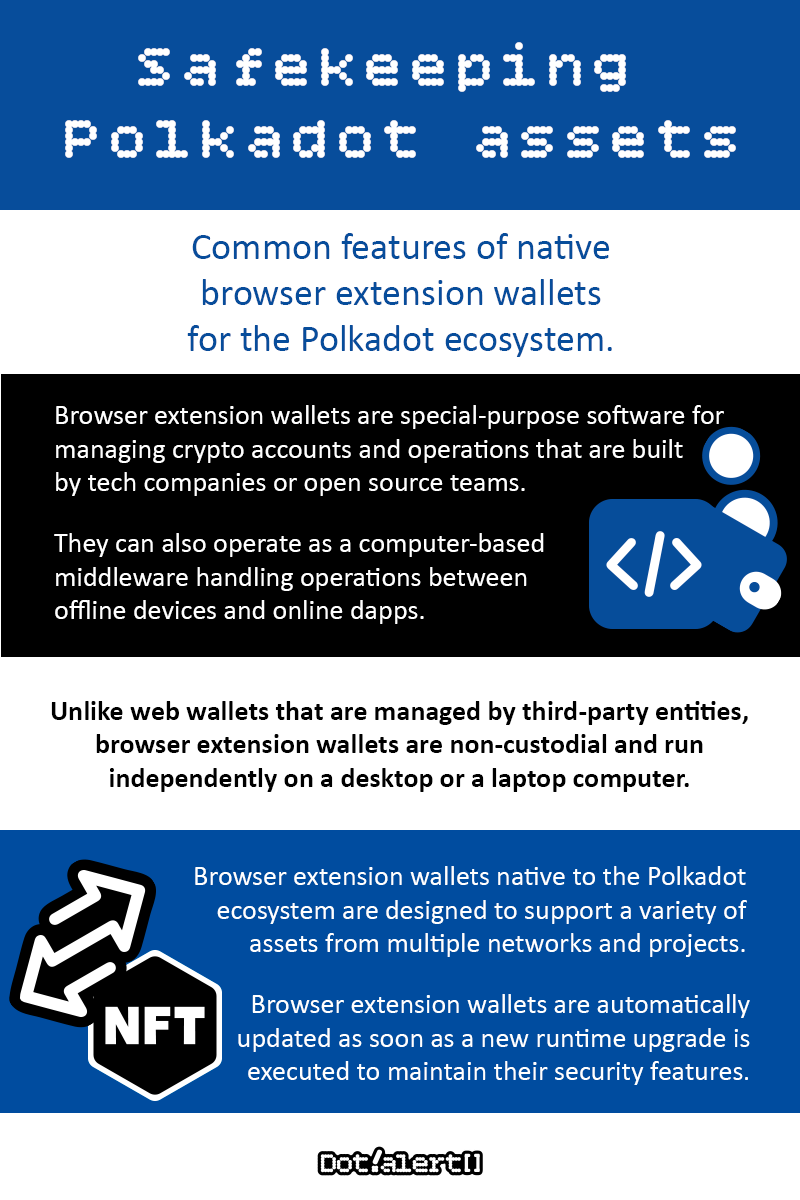 Safekeeping
Polkadot assets
Common features of native
browser extension wallets
for the Polkadot ecosystem.
Browser extension wallets are special-purpose software for
managing crypto accounts and operations that are built
by tech companies or open source teams.
They can also operate as a computer-based
middleware handling operations between
offline devices and online dapps.
</>
Unlike web wallets that are managed by third-party entities,
browser extension wallets are non-custodial and run
independently on a desktop or a laptop computer.
Browser extension wallets native to the Polkadot
ecosystem are designed to support a variety of
assets from multiple networks and projects.
NFT
Browser extension wallets are automatically
updated as soon as a new runtime upgrade is
executed to maintain their security features.
Dot!alert[]